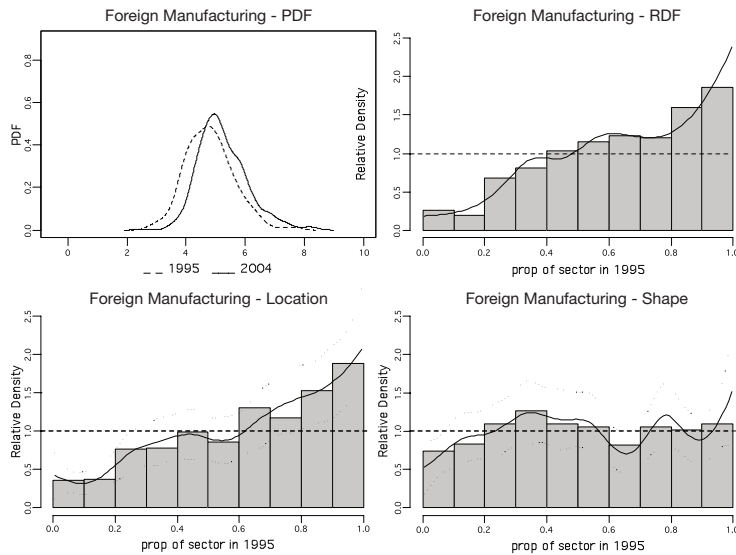 Foreign Manufacturing - PDF
PDF
0.0 0.2 0.4 0.6 0.8
0 2 4 6 8 10
1995 2004
Foreign Manufacturing - RDF
Relative Density
0.0 0.5 1.0 1.5 2.0 2.5
0.0 0.2 0.4 0.6 0.8 1.0
prop of sector in 1995
Foreign Manufacturing - Location
Relative Density
0.0 0.5 1.0 1.5 2.0 2.5
0.0 0.2 0.4 0.6 0.8 1.0
prop of sector in 1995
Foreign Manufacturing - Shape
Relative Density
0.0 0.5 1.0 1.5 2.0 2.5
0.0 0.2 0.4 0.6 0.8 1.0
prop of sector in 1995